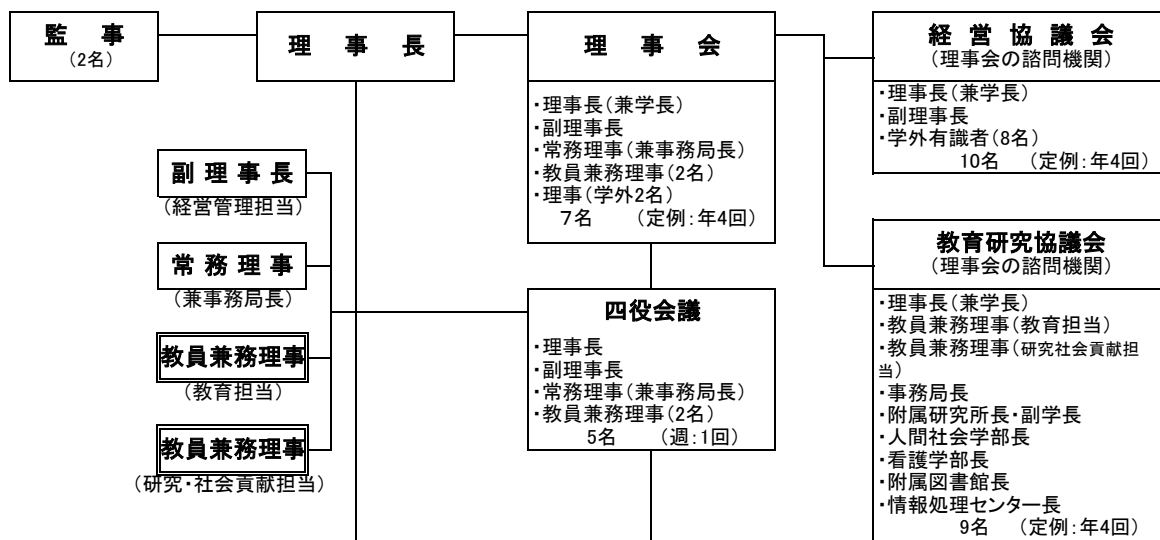 監 事
(2名)
理 事 長
理 事 会
・理事長(兼学長)
・副理事長
・常務理事(兼事務局長)
・教員兼務理事(2名)
・理事(学外2名)
7名 (定例:年4回)
経 営 協 議 会
(理事会の諮問機関)
・理事長(兼学長)
・副理事長
・学外有識者(8名)
10名 (定例:年4回)
副 理 事 長
(経営管理担当)
常 務 理 事
(兼事務局長)
教員兼務理事
(教育担当)
教員兼務理事
(研究・社会貢献担当)
四役会議
・理事長
・副理事長
・常務理事(兼事務局長)
・教員兼務理事(2名)
5名 (週:1回)
教育研究協議会
(理事会の諮問機関)
・理事長(兼学長)
・教員兼務理事(教育担当)
・教員兼務理事(研究社会貢献担
当)
・事務局長
・附属研究所長・副学長
・人間社会学部長
・看護学部長
・附属図書館長
・情報処理センター長
9名 (定例:年4回)